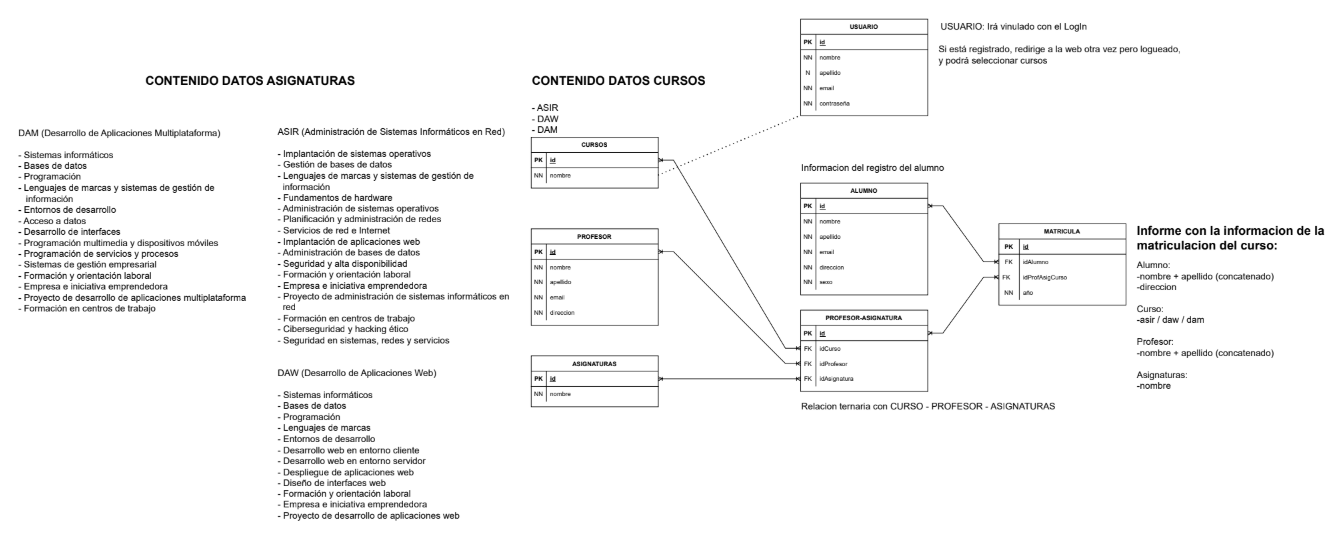 CONTENIDO DATOS ASIGNATURAS
DAM (Desarrollo de Aplicaciones Multiplataforma)
- Sistemas informáticos
- Bases de datos
- Programación
- Lenguajes de marcas y sistemas de gestión de
información
- Entornos de desarrollo
- Acceso a datos
- Desarrollo de interfaces
- Programación multimedia y dispositivos móviles
- Programación de servicios y procesos
- Sistemas de gestión empresarial
- Formación y orientación laboral
- Empresa e iniciativa emprendedora
- Proyecto de desarrollo de aplicaciones multiplataforma
- Formación en centros de trabajo
ASIR (Administración de Sistemas Informáticos en Red)
- Implantación de sistemas operativos
- Gestión de bases de datos
- Lenguajes de marcas y sistemas de gestión de
información
- Fundamentos de hardware
- Administración de sistemas operativos
- Planificación y administración de redes
- Servicios de red e Internet
- Implantación de aplicaciones web
- Administración de bases de datos
- Seguridad y alta disponibilidad
- Formación y orientación laboral
- Empresa e iniciativa emprendedora
- Proyecto de administración de sistemas informáticos en
red
- Formación en centros de trabajo
- Ciberseguridad y hacking ético
- Seguridad en sistemas, redes y servicios
DAW (Desarrollo de Aplicaciones Web)
- Sistemas informáticos
- Bases de datos
- Programación
- Lenguajes de marcas
- Entornos de desarrollo
- Desarrollo web en entorno cliente
- Desarrollo web en entorno servidor
- Despliegue de aplicaciones web
- Diseño de interfaces web
- Formación y orientación laboral
- Empresa e iniciativa emprendedora
- Proyecto de desarrollo de aplicaciones web
CONTENIDO DATOS CURSOS
- ASIR
- DAW
- DAM
CURSOS
PK id
NN nombre
PROFESOR
PK id
NN nombre
NN apellido
NN email
NN direccion
ASIGNATURAS
PK id
NN nombre
USUARIO
PK id
NN nombre
N apellido
NN email
NN contraseña
USUARIO: Irá vinulado con el LogIn
Si está registrado, redirige a la web otra vez pero logueado,
y podrá seleccionar cursos
Informacion del registro del alumno
ALUMNO
PK id
NN nombre
NN apellido
NN email
NN direccion
NN sexo
PROFESOR-ASIGNATURA
PK id
FK idCurso
FK idProfesor
FK idAsignatura
Relacion ternaria con CURSO - PROFESOR - ASIGNATURAS
MATRICULA
PK id
FK idAlumno
FK idProfAsigCurso
NN año
Informe con la informacion de la
matriculacion del curso:
Alumno:
-nombre + apellido (concatenado)
-direccion
Curso:
-asir / daw / dam
Profesor:
-nombre + apellido (concatenado)
Asignaturas:
-nombre